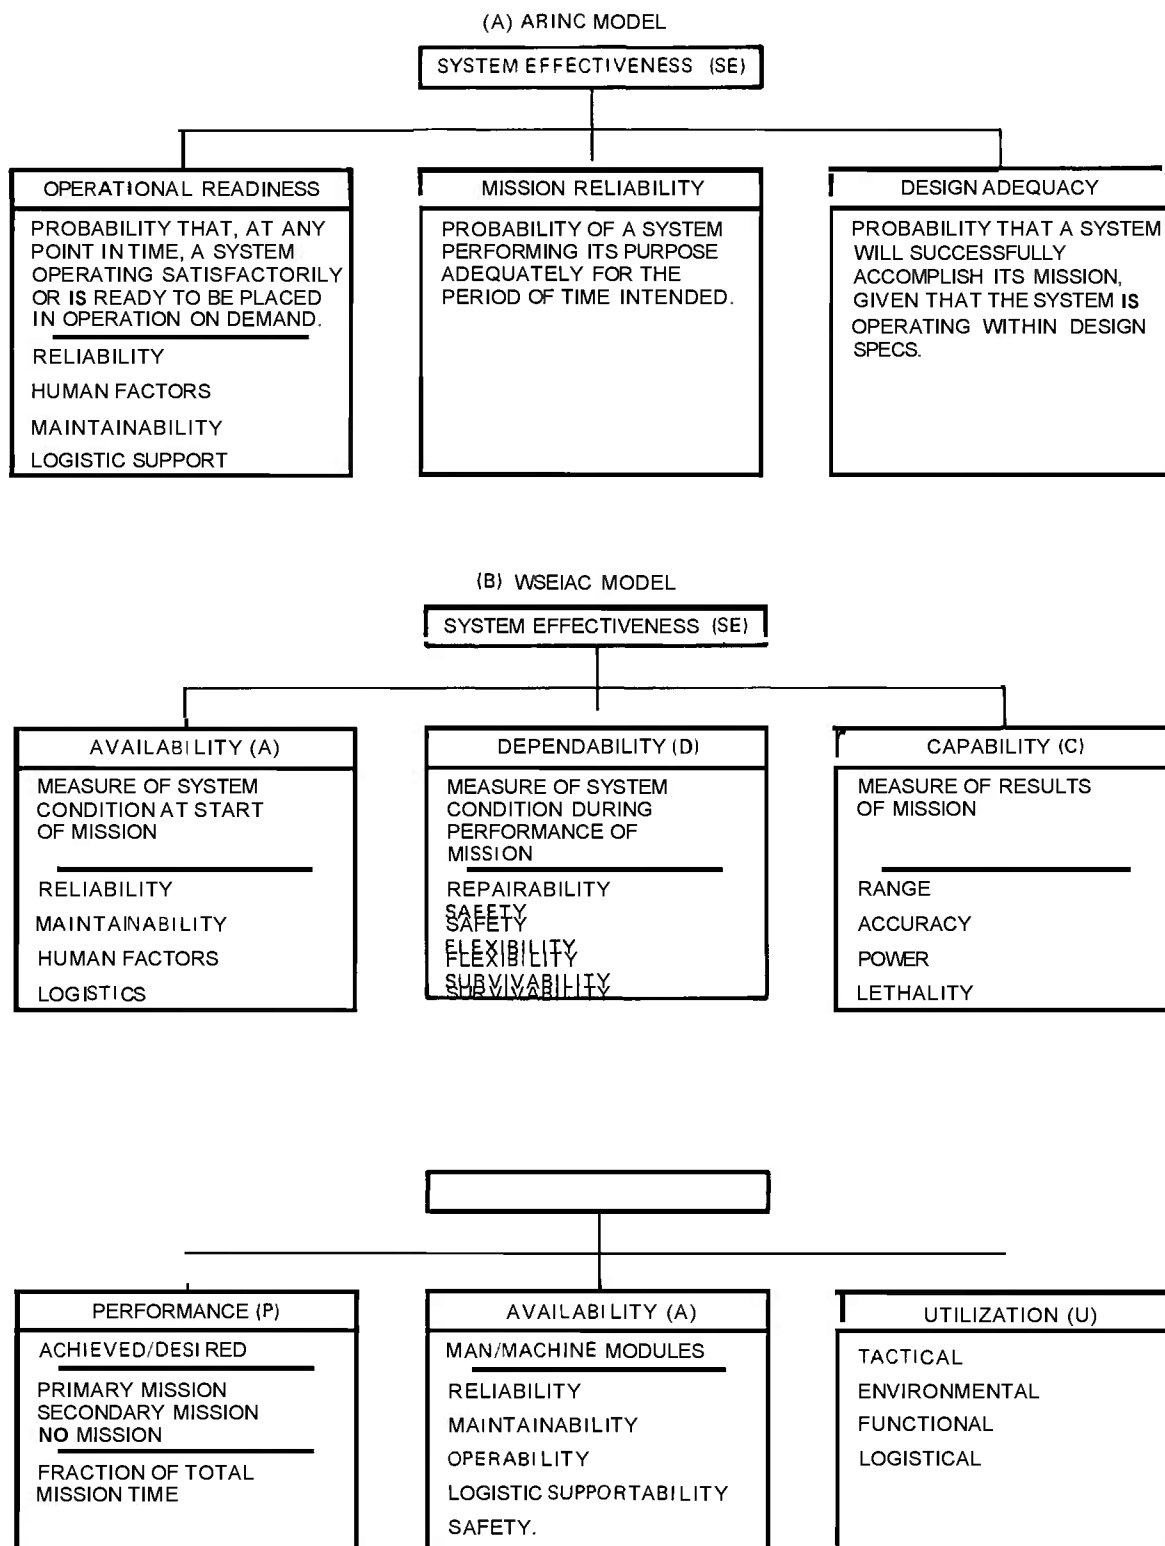 (A) ARINC MODEL
SYSTEM EFFECTIVENESS (SE)
OPERATIONAL READINESS
PROBABILITY THAT, AT ANY
POINT IN TIME, A SYSTEM
OPERATING SATISFACTORILY
OR IS READY TO BE PLACED
IN OPERATION ON DEMAND.
RELIABILITY
HUMAN FACTORS
MAINTAINABILITY
LOGISTIC SUPPORT
MISSION RELIABILITY
PROBABILITY OF A SYSTEM
PERFORMING ITS PURPOSE
ADEQUATELY FOR THE
PERIOD OF TIME INTENDED.
DESIGN ADEQUACY
PROBABILITY THAT A SYSTEM
WILL SUCCESSFULLY
ACCOMPLISH ITS MISSION,
GIVEN THAT THE SYSTEM IS
OPERATING WITHIN DESIGN
SPECS.
(B) WSEIAC MODEL
SYSTEM EFFECTIVENESS (SE)
AVAILABILITY (A)
MEASURE OF SYSTEM
CONDITION AT START
OF MISSION
RELIABILITY
MAINTAINABILITY
HUMAN FACTORS
LOGISTICS
DEPENDABILITY (D)
MEASURE OF SYSTEM
CONDITION DURING
PERFORMANCE OF
MISSION
REPAIRABILITY
SAFETY
FLEXIBILITY
SURVIVABILITY
CAPABILITY (C)
MEASURE OF RESULTS
OF MISSION
RANGE
ACCURACY
POWER
LETHALITY
PERFORMANCE (P)
ACHIEVED/DESIRED
PRIMARY MISSION
SECONDARY MISSION
NO MISSION
FRACTION OF TOTAL
MISSION TIME
AVAILABILITY (A)
MAN/MACHINE MODULES
RELIABILITY
MAINTAINABILITY
OPERABILITY
LOGISTIC SUPPORTABILITY
SAFETY.
UTILIZATION (U)
TACTICAL
ENVIRONMENTAL
FUNCTIONAL
LOGISTICAL